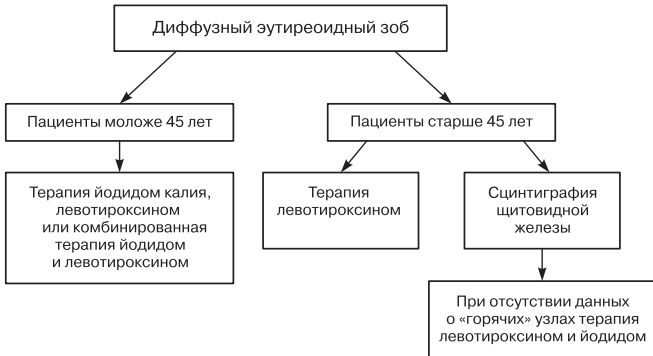 Диффузный эутиреоидный зоб
Пациенты моложе 45 лет
Пациенты старше 45 лет
Терапия йодидом калия,
левотироксином
или комбинированная
терапия йодидом
и левотироксином
Терапия
левотироксином
Сцинтиграфия
щитовидной
железы
При отсутствии данных
о «горячих» узлах терапия
левотироксином и йодидом